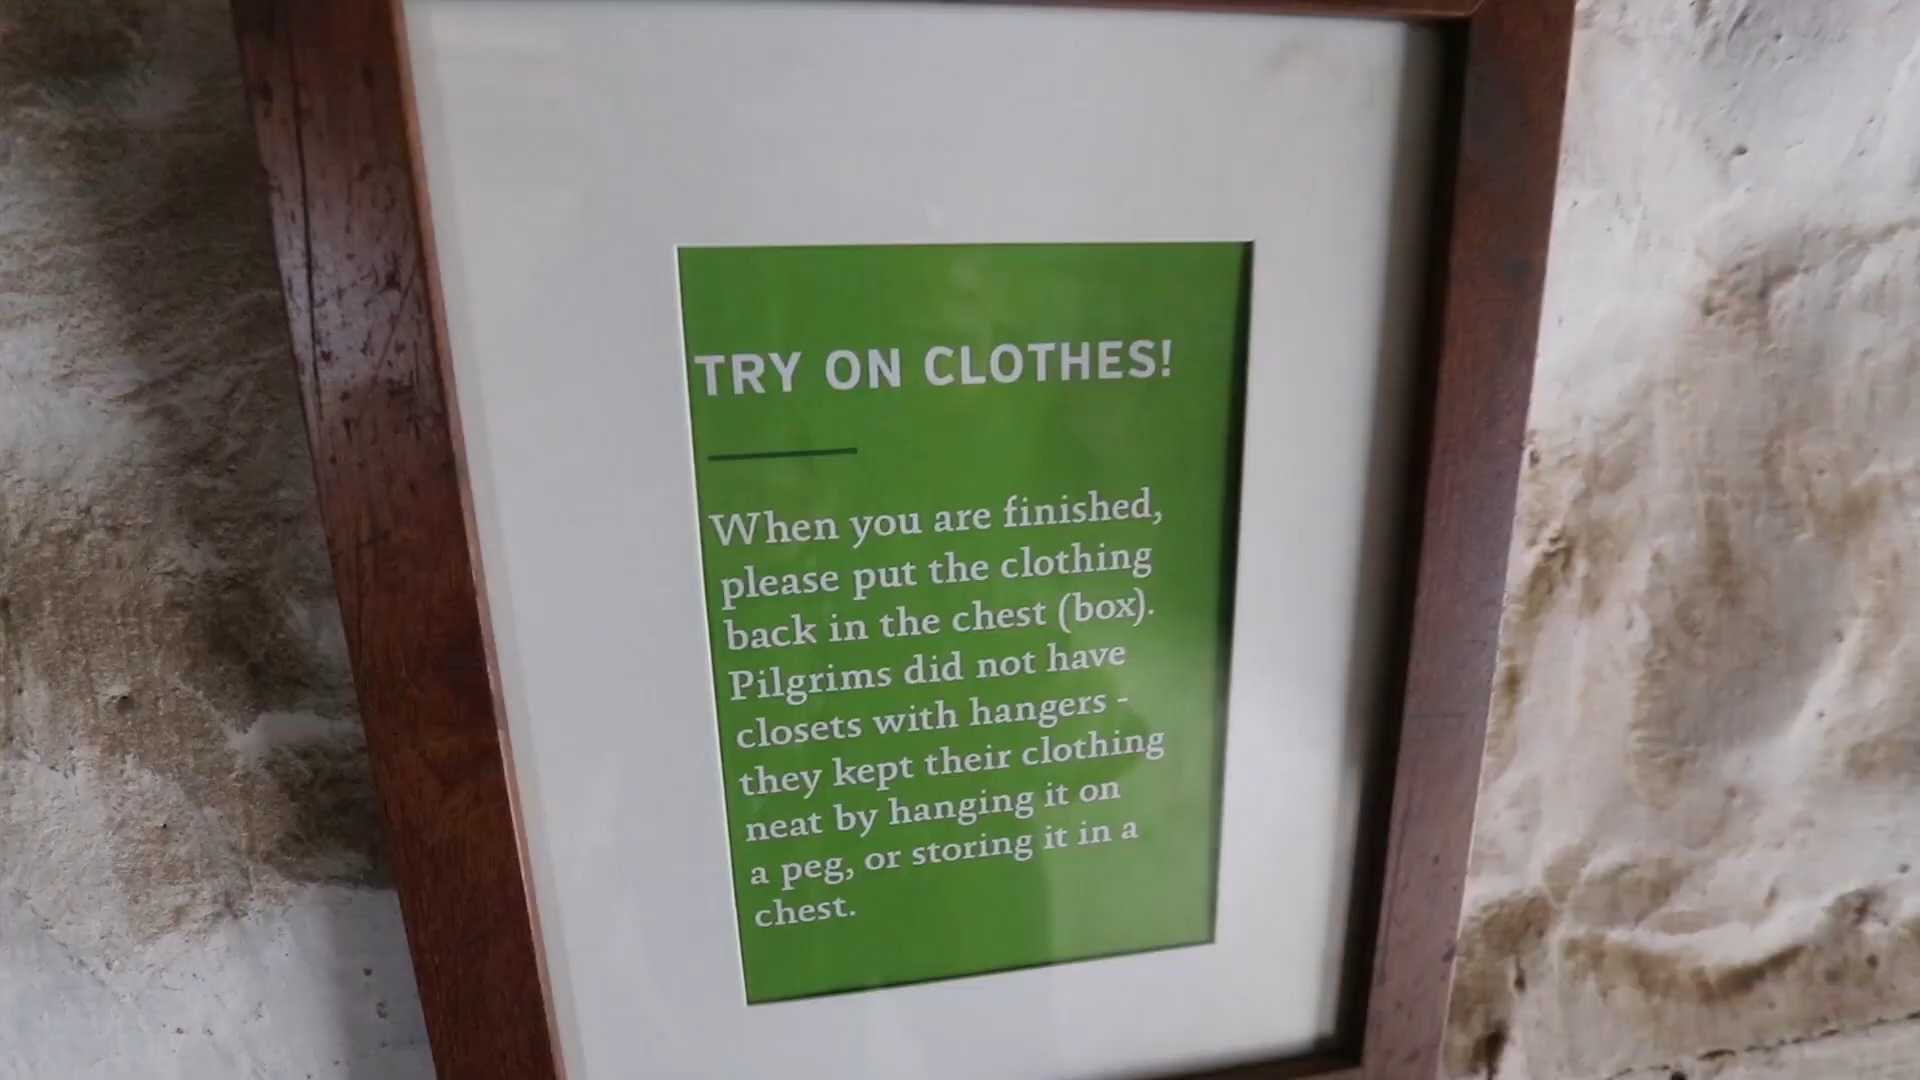 TRY ON CLOTHES!
When you are finished,
please put the clothing
back in the chest (box).
Pilgrims did not have
closets with hangers -
they kept their clothing
neat by hanging it on
a peg, or storing it in a
chest.